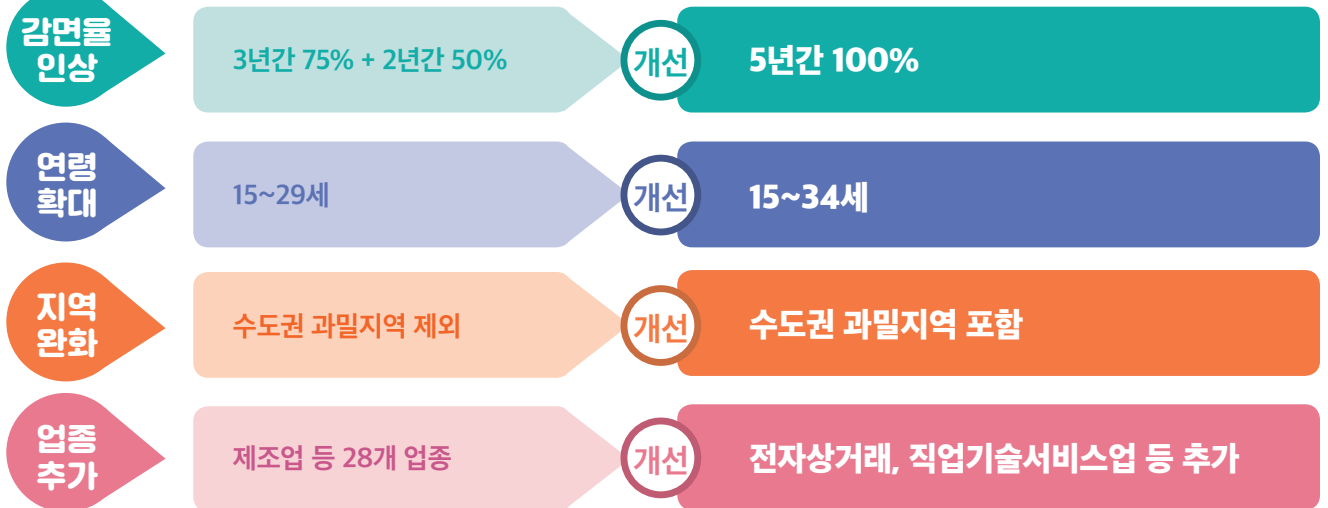 감면율
인상
3년간 75% + 2년간 50%
개선
5년간 100%
연령
확대
15~29세
개선
15~34세
지역
완화
수도권 과밀지역 제외
개선
수도권 과밀지역 포함
업종
추가
제조업 등 28개 업종
개선
전자상거래, 직업기술서비스업 등 추가